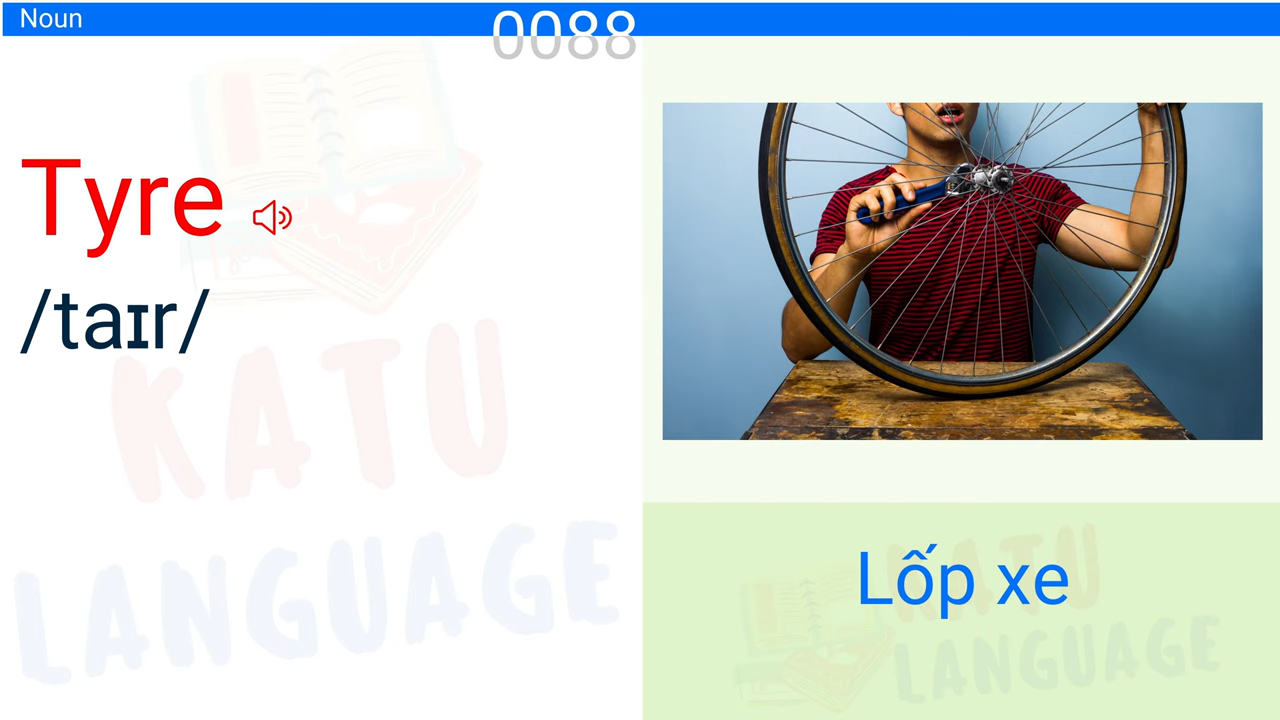 Noun
0088
Tyre
/taɪr/
KATU
LANGUAGE
Lốp xe
KATU
LANGUAGE